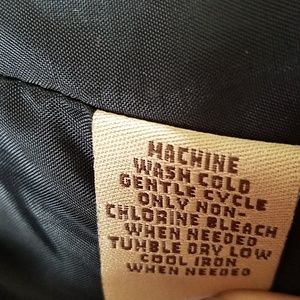 MACHINE
WASH COLD
GENTLE CYCLE
ONLY NON-
CHLORINE BLEACH
WHEN NEEDED
TUMBLE DRY LOW
COOL IRON
WHEN NEEDED